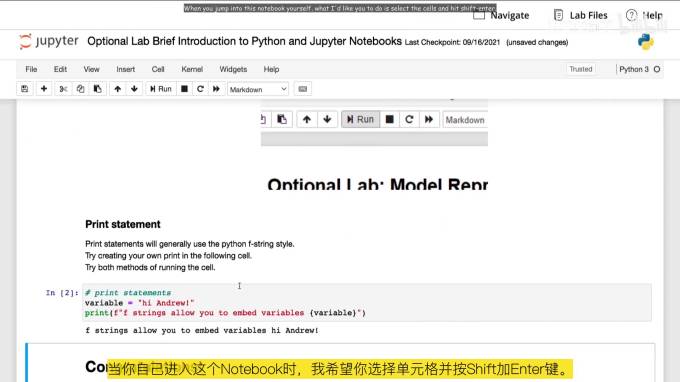 When you jump into this notebook yourself, what I'd like you to do is select the cells and hit shift-enter.
Navigate Lab Files Help
jupyter Optional Lab Brief Introduction to Python and Jupyter Notebooks Last Checkpoint: 09/16/2021 (unsaved changes)
File Edit View Insert Cell Kernel Widgets Help Trusted Python 3
Run Markdown
Run Markdown
Optional Lab: Model Repr
Print statement
Print statements will generally use the python f-string style.
Try creating your own print in the following cell.
Try both methods of running the cell.
In [2]: # print statements
variable = "hi Andrew!"
print(f"f strings allow you to embed variables {variable}")
f strings allow you to embed variables hi Andrew!
当你自己进入这个Notebook时，我希望你选择单元格并按Shift加Enter键。